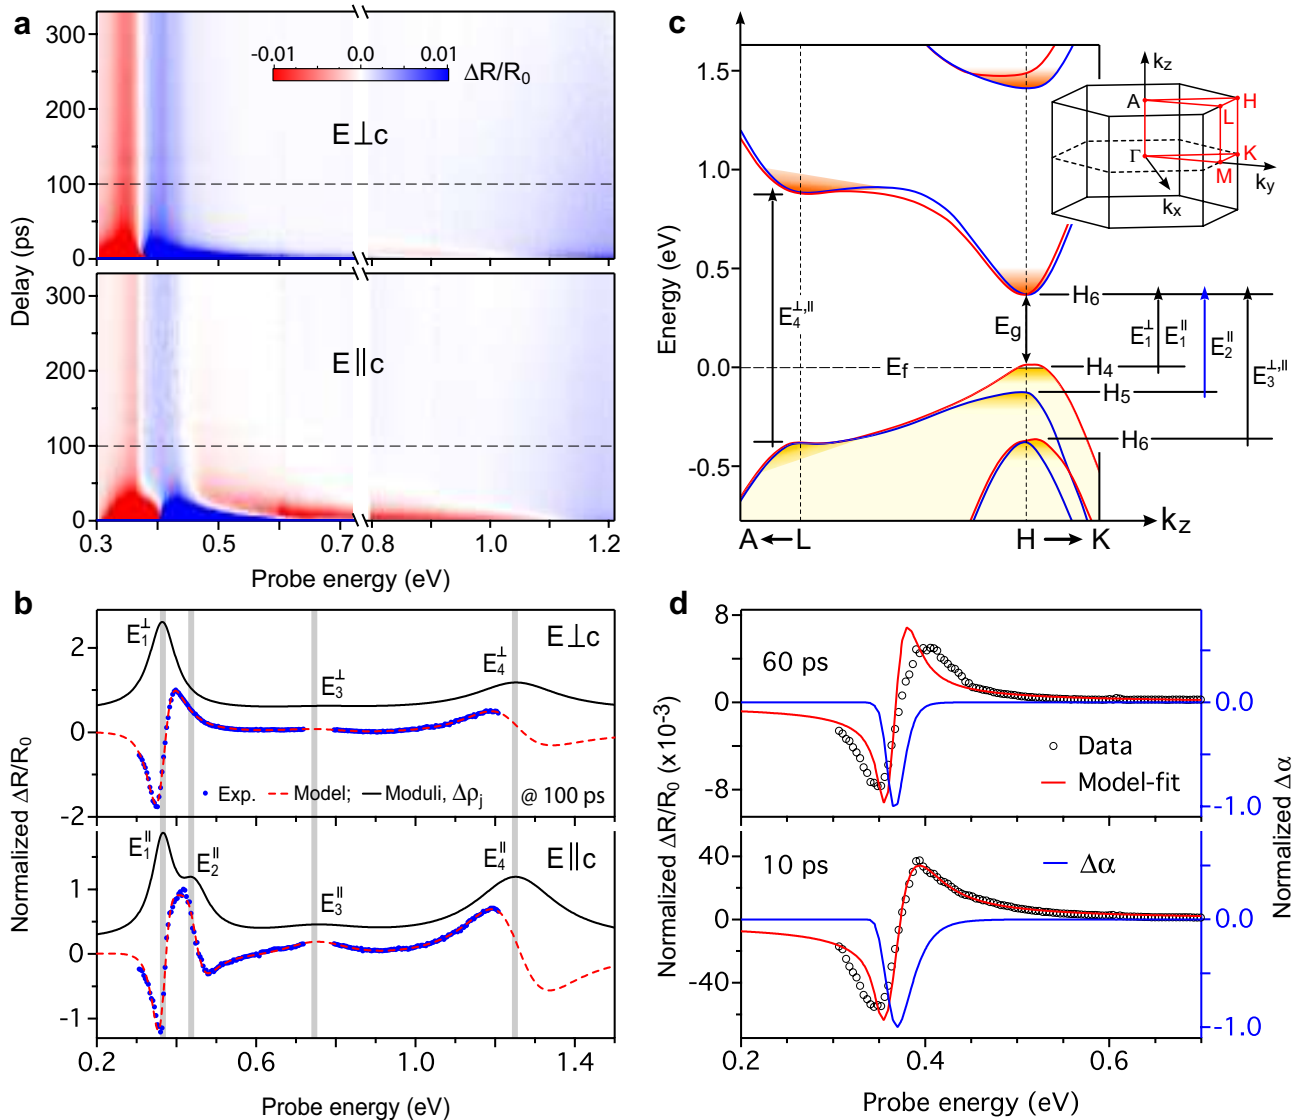 a
300
200
100
0
Delay (ps)
-0.01 0.0 0.01
ΔR/R₀
E⊥c
300
200
100
0
E∥c
0.3 0.5 0.7 0.8 1.0 1.2
Probe energy (eV)
b
2
0
-2
E₁^⊥
E₃^⊥
E₄^⊥
E⊥c
Exp. Model; Moduli, Δρⱼ @ 100 ps
Normalized ΔR/R₀
1
0
-1
E₁^∥
E₂^∥
E₃^∥
E₄^∥
E∥c
0.2 0.6 1.0 1.4
Probe energy (eV)
c
1.5
1.0
0.5
0.0
-0.5
Energy (eV)
E₄^⊥,∥
E_f
E_g
H₆
H₄
H₅
H₆
E₁^⊥ E₁^∥
E₂^∥
E₃^⊥,∥
A L H K
k_z
k_z
A
H
L
Γ
K
M
k_y
k_x
d
8
0
-8
60 ps
0.0
-1.0
Data
Model-fit
Normalized ΔR/R₀ (x10⁻³)
40
0
-40
10 ps
Δα
0.0
-1.0
Normalized Δα
0.2 0.4 0.6
Probe energy (eV)